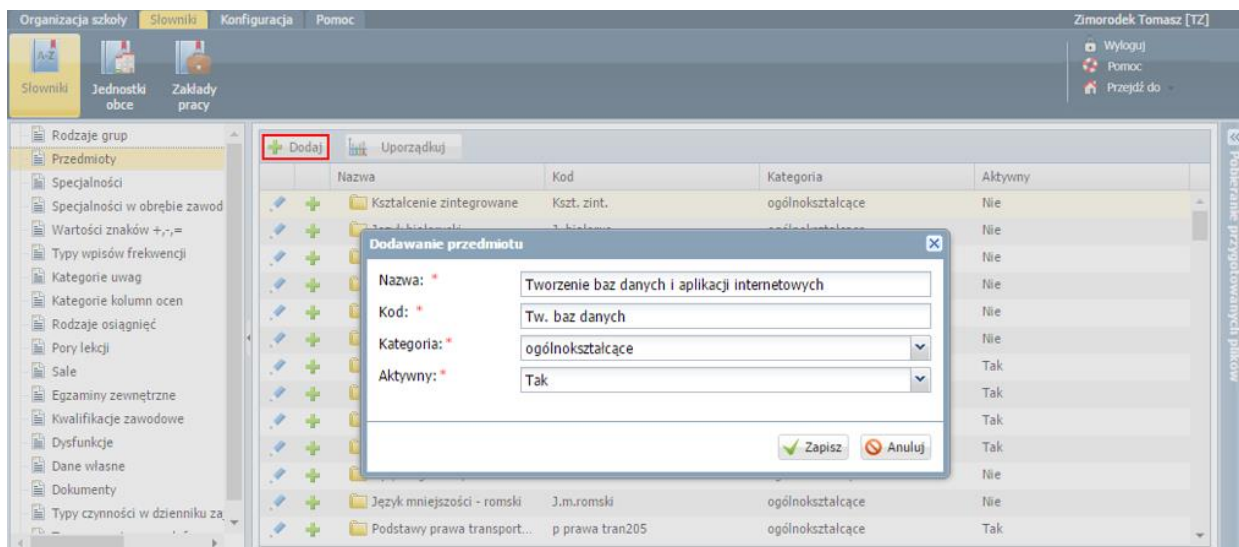 Organizacja szkoły Słowniki Konfiguracja Pomoc Zimorodek Tomasz [TZ]
A-Z
Słowniki Jednostki obce Zakłady pracy
Wyloguj
Pomoc
Przejdź do
Rodzaje grup
Przedmioty
Specjalności
Specjalności w obrębie zawod
Wartości znaków +,-,=
Typy wpisów frekwencji
Kategorie uwag
Kategorie kolumn ocen
Rodzaje osiągnięć
Pory lekcji
Sale
Egzaminy zewnętrzne
Kwalifikacje zawodowe
Dysfunkcje
Dane własne
Dokumenty
Typy czynności w dzienniku za
Dodaj Uporządkuj
Nazwa Kod Kategoria Aktywny
Kształcenie zintegrowane Kszt. zint. ogólnokształcące Nie
Nie
Nie
Nie
Nie
Nie
Tak
Tak
Tak
Tak
Nie
Język mniejszości - romski J.m.romski ogólnokształcące Nie
Podstawy prawa transport... p prawa tran205 ogólnokształcące Tak
Dodawanie przedmiotu
Nazwa: * Tworzenie baz danych i aplikacji internetowych
Kod: * Tw. baz danych
Kategoria: * ogólnokształcące
Aktywny: * Tak
Zapisz Anuluj
Pobieranie przygotowanych plików